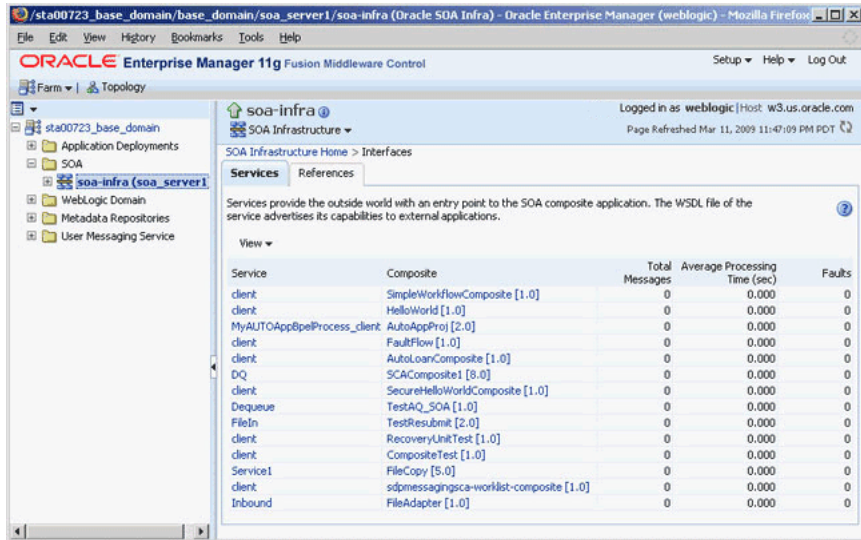 /sta00723_base_domain/base_domain/soa_server1/soa-infra (Oracle SOA Infra) - Oracle Enterprise Manager (weblogic) - Mozilla Firefox
File Edit View History Bookmarks Tools Help
ORACLE Enterprise Manager 11g Fusion Middleware Control
Setup Help Log Out
Farm Topology
sta00723_base_domain
Application Deployments
SOA
soa-infra (soa_server1
WebLogic Domain
Metadata Repositories
User Messaging Service
soa-infra
Logged in as weblogic|Host w3.us.oracle.com
SOA Infrastructure
Page Refreshed Mar 11, 2009 11:47:09 PM PDT
SOA Infrastructure Home > Interfaces
Services References
Services provide the outside world with an entry point to the SOA composite application. The WSDL file of the
service advertises its capabilities to external applications.
View
Service Composite Total Messages Average Processing Time (sec) Faults
client SimpleWorkflowComposite [1.0] 0 0.000 0
client HelloWorld [1.0] 0 0.000 0
MyAUTOAppBpelProcess_client AutoAppProj [2.0] 0 0.000 0
client FaultFlow [1.0] 0 0.000 0
client AutoLoanComposite [1.0] 0 0.000 0
DQ SCAComposite1 [8.0] 0 0.000 0
client SecureHelloWorldComposite [1.0] 0 0.000 0
Dequeue TestAQ_SOA [1.0] 0 0.000 0
FileIn TestResubmit [2.0] 0 0.000 0
client RecoveryUnitTest [1.0] 0 0.000 0
client CompositeTest [1.0] 0 0.000 0
Service1 FileCopy [5.0] 0 0.000 0
client sdpmessagingsca-worklist-composite [1.0] 0 0.000 0
Inbound FileAdapter [1.0] 0 0.000 0